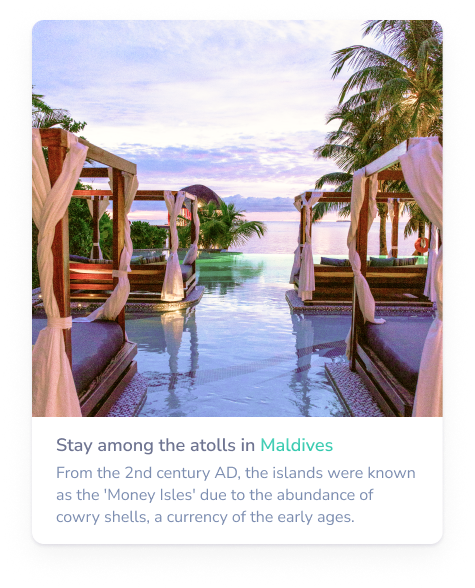 Stay among the atolls in Maldives
From the 2nd century AD, the islands were known
as the 'Money Isles' due to the abundance of
cowry shells, a currency of the early ages.